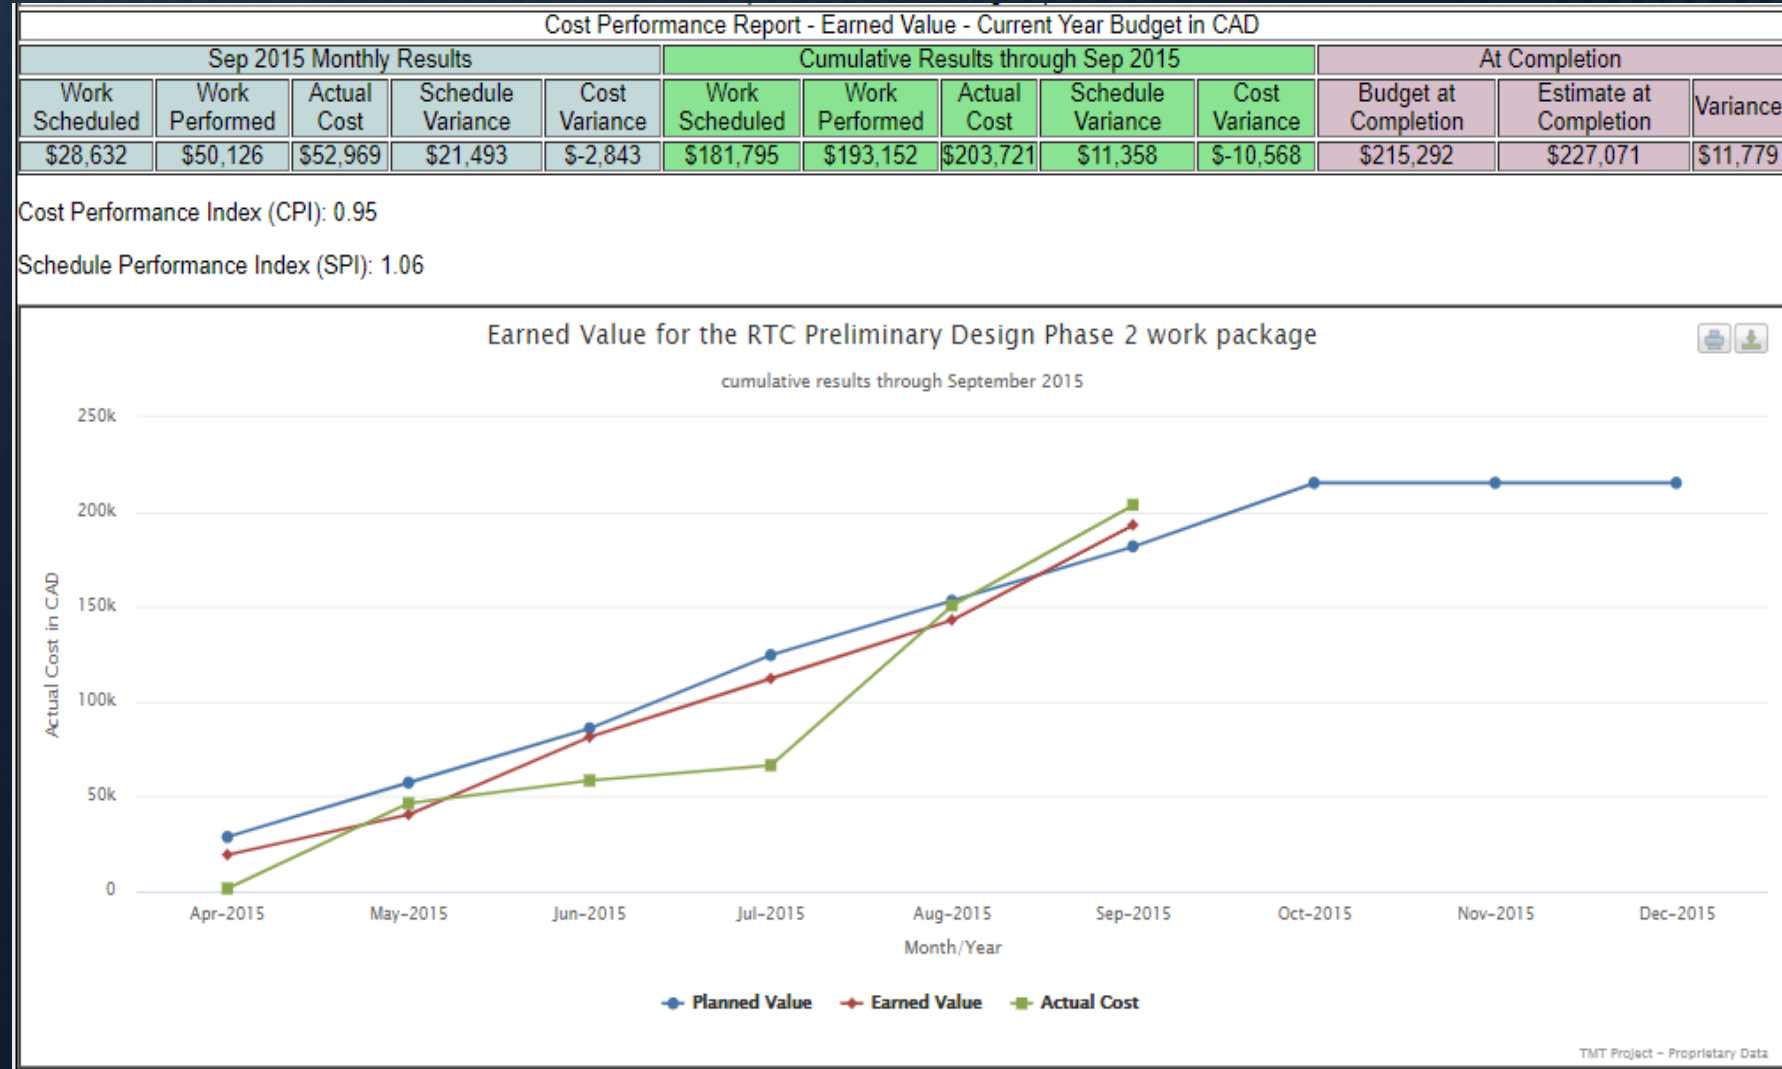 Cost Performance Report - Earned Value - Current Year Budget in CAD
Sep 2015 Monthly Results Cumulative Results through Sep 2015 At Completion
Work Scheduled Work Performed Actual Cost Schedule Variance Cost Variance Work Scheduled Work Performed Actual Cost Schedule Variance Cost Variance Budget at Completion Estimate at Completion Variance
$28,632 $50,126 $52,969 $21,493 $-2,843 $181,795 $193,152 $203,721 $11,358 $-10,568 $215,292 $227,071 $11,779
Cost Performance Index (CPI): 0.95
Schedule Performance Index (SPI): 1.06
Earned Value for the RTC Preliminary Design Phase 2 work package
cumulative results through September 2015
250k
200k
150k
100k
50k
0
Actual Cost in CAD
Apr-2015 May-2015 Jun-2015 Jul-2015 Aug-2015 Sep-2015 Oct-2015 Nov-2015 Dec-2015
Month/Year
Planned Value Earned Value Actual Cost
TMT Project - Proprietary Data